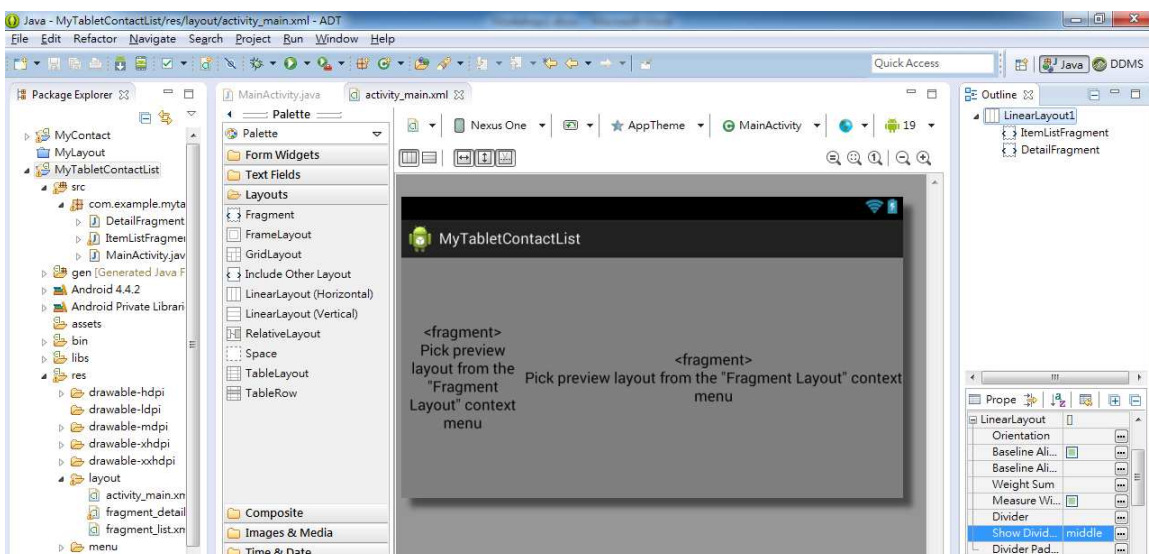 Java - MyTabletContactList/res/layout/activity_main.xml - ADT
File Edit Refactor Navigate Search Project Run Window Help
Quick Access
Java
DDMS
Package Explorer
MyContact
MyLayout
MyTabletContactList
src
com.example.myta
DetailFragment
ItemListFragmer
MainActivity.jav
gen [Generated Java F
Android 4.4.2
Android Private Librari
assets
bin
libs
res
drawable-hdpi
drawable-ldpi
drawable-mdpi
drawable-xhdpi
drawable-xxhdpi
layout
activity_main.xm
fragment_detail
fragment_list.xm
menu
MainActivity.java
activity_main.xml
Palette
Palette
Form Widgets
Text Fields
Layouts
Fragment
FrameLayout
GridLayout
Include Other Layout
LinearLayout (Horizontal)
LinearLayout (Vertical)
RelativeLayout
Space
TableLayout
TableRow
Composite
Images & Media
Time & Date
Nexus One
AppTheme
MainActivity
19
MyTabletContactList
<fragment>
Pick preview
layout from the
"Fragment
Layout" context
menu
<fragment>
Pick preview layout from the "Fragment Layout" context
menu
Outline
LinearLayout1
ItemListFragment
DetailFragment
Prope
LinearLayout []
Orientation
Baseline Ali...
Baseline Ali...
Weight Sum
Measure Wi...
Divider
Show Divid... middle
Divider Pad...